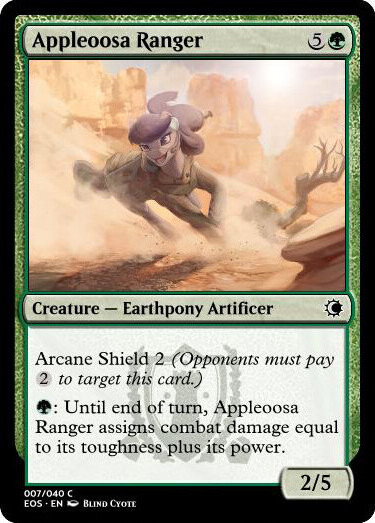 Appleoosa Ranger 5
Creature — Earthpony Artificer
Arcane Shield 2 (Opponents must pay
2 to target this card.)
: Until end of turn, Appleoosa
Ranger assigns combat damage equal
to its toughness plus its power.
2/5
007/040 C
EOS • EN Blind Cyote